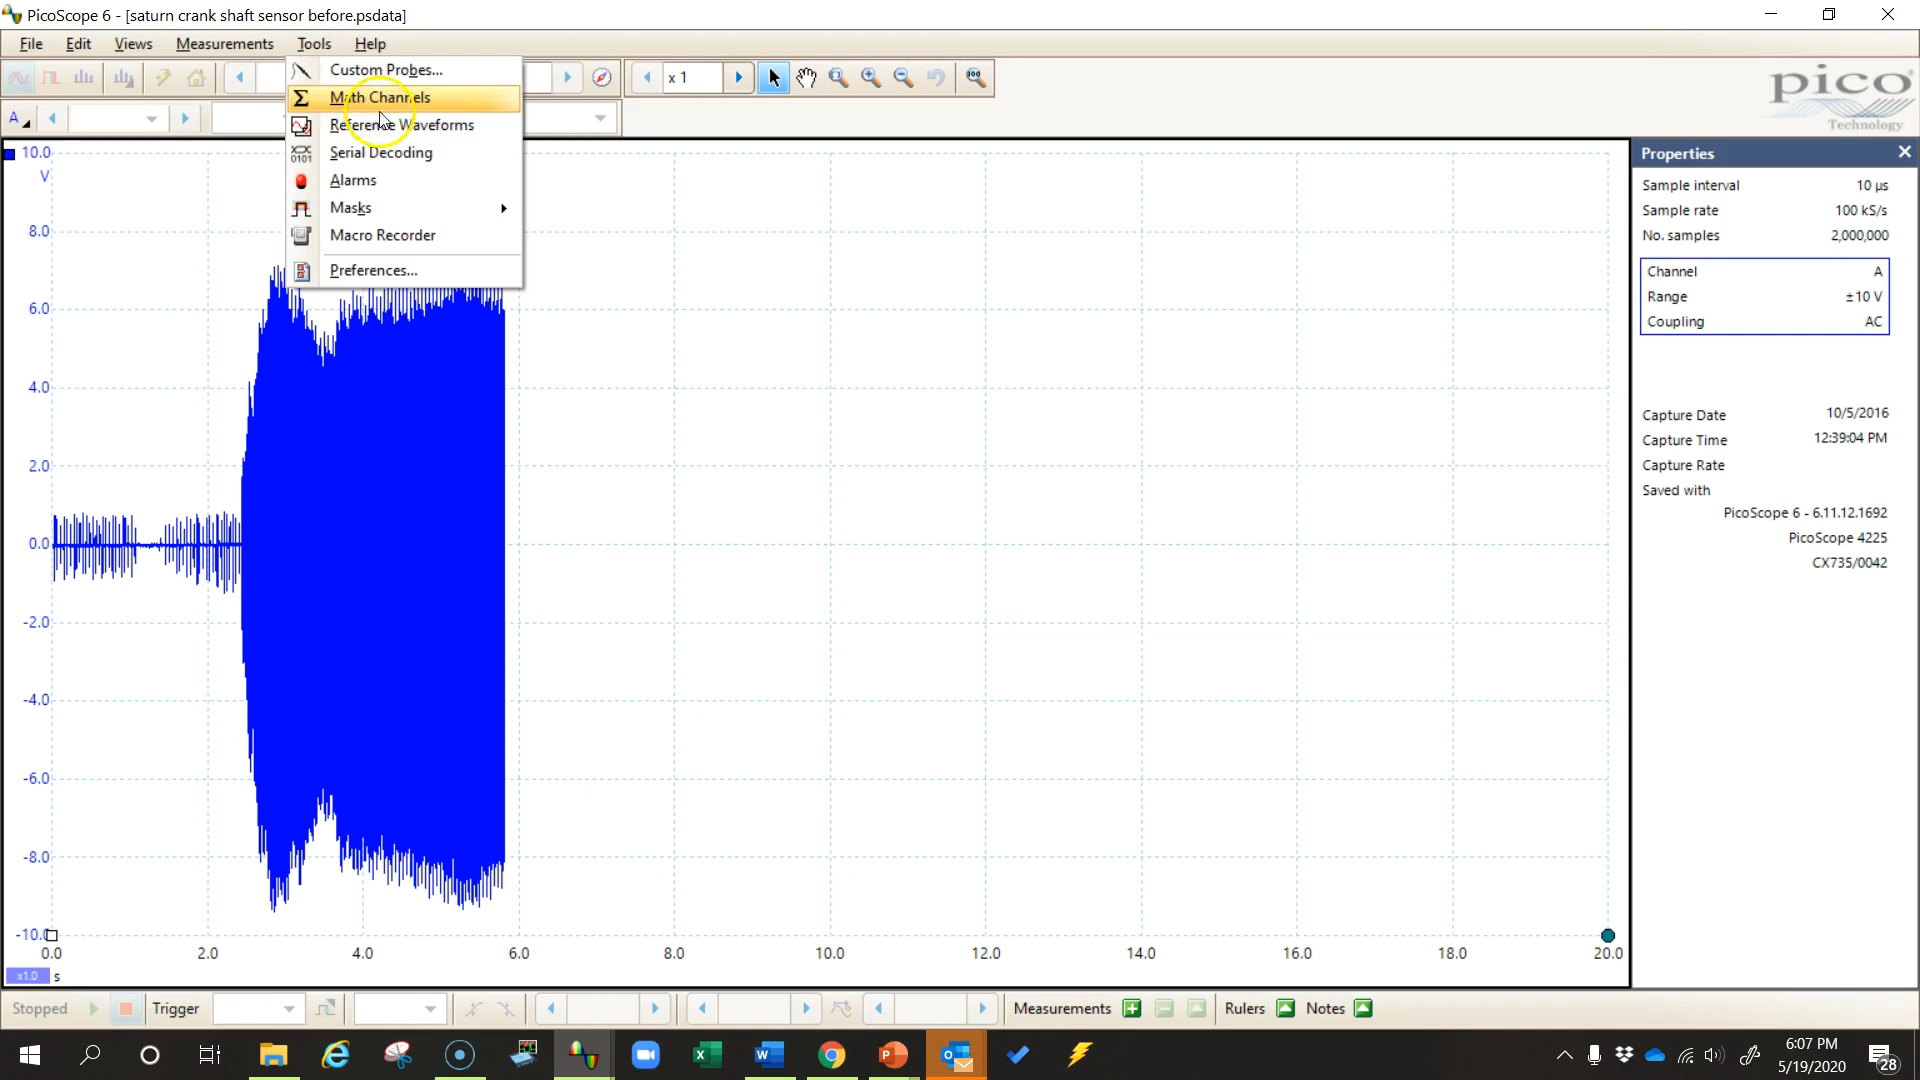 PicoScope 6 - [saturn crank shaft sensor before.psdata]
File Edit Views Measurements Tools Help
x 1
pico
Technology
A
Custom Probes...
Math Channels
Reference Waveforms
Serial Decoding
Alarms
Masks
Macro Recorder
Preferences...
10.0
V
8.0
6.0
4.0
2.0
0.0
-2.0
-4.0
-6.0
-8.0
-10.0
0.0 2.0 4.0 6.0 8.0 10.0 12.0 14.0 16.0 18.0 20.0
x1.0 s
Properties
Sample interval 10 µs
Sample rate 100 kS/s
No. samples 2,000,000
Channel A
Range ±10 V
Coupling AC
Capture Date 10/5/2016
Capture Time 12:39:04 PM
Capture Rate
Saved with
PicoScope 6 - 6.11.12.1692
PicoScope 4225
CX735/0042
Stopped Trigger Measurements Rulers Notes
6:07 PM
5/19/2020
28